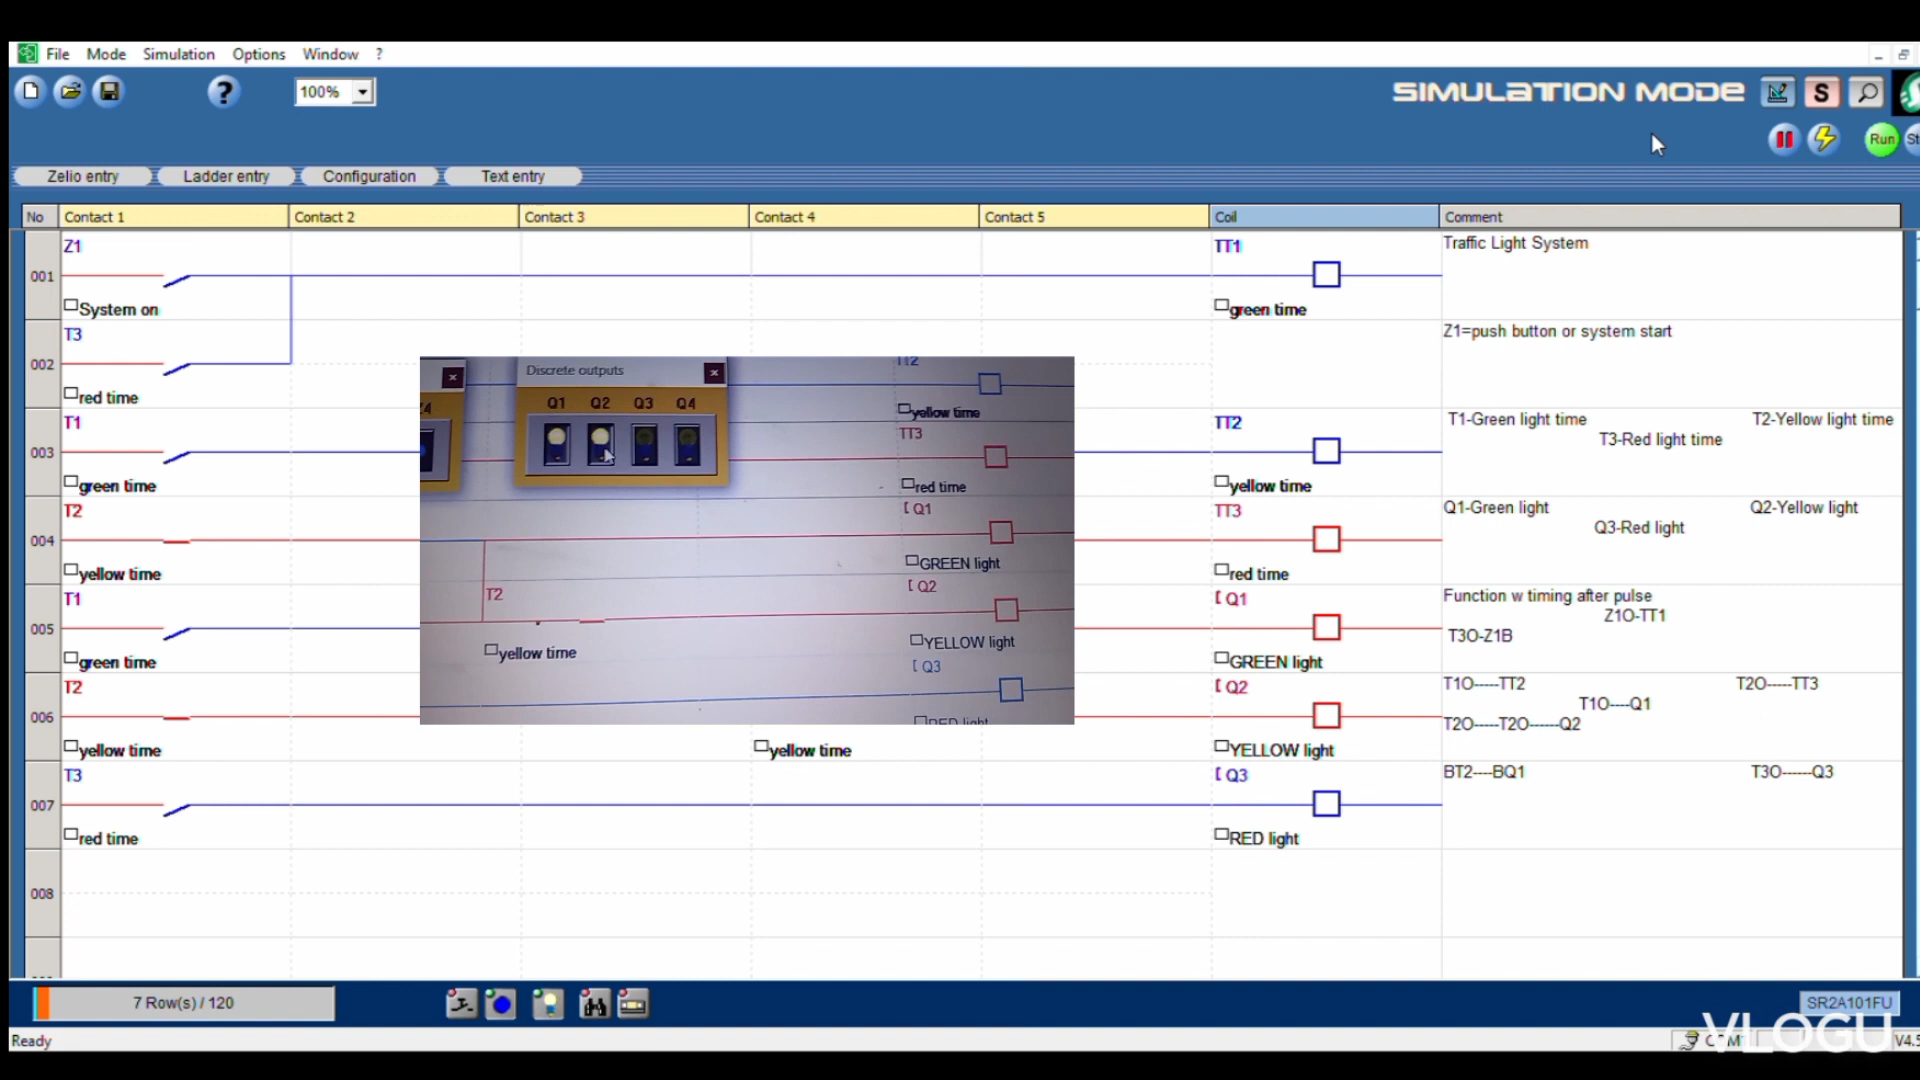 File Mode Simulation Options Window ?
100%
SIMULATION MODE S
Run
Zelio entry Ladder entry Configuration Text entry
No Contact 1 Contact 2 Contact 3 Contact 4 Contact 5 Coil Comment
Z1 TT1 Traffic Light System
001
System on green time
T3 Z1=push button or system start
002
red time
T1 TT2 T1-Green light time T2-Yellow light time
T3-Red light time
003
green time yellow time
T2 TT3 Q1-Green light Q2-Yellow light
Q3-Red light
004
yellow time red time
T1 [ Q1 Function w timing after pulse
Z1O-TT1
005 T3O-Z1B
green time GREEN light
T2 [ Q2 T1O-----TT2 T2O-----TT3
T1O----Q1
006 T2O-----T2O------Q2
yellow time yellow time YELLOW light
T3 [ Q3 BT2----BQ1 T3O------Q3
007
red time RED light
008
Discrete outputs
Q1 Q2 Q3 Q4
TT2
yellow time
TT3
red time
[ Q1
GREEN light
[ Q2
T2
YELLOW light
yellow time
[ Q3
RED light
7 Row(s) / 120
SR2A101FU
Ready
VLOGU